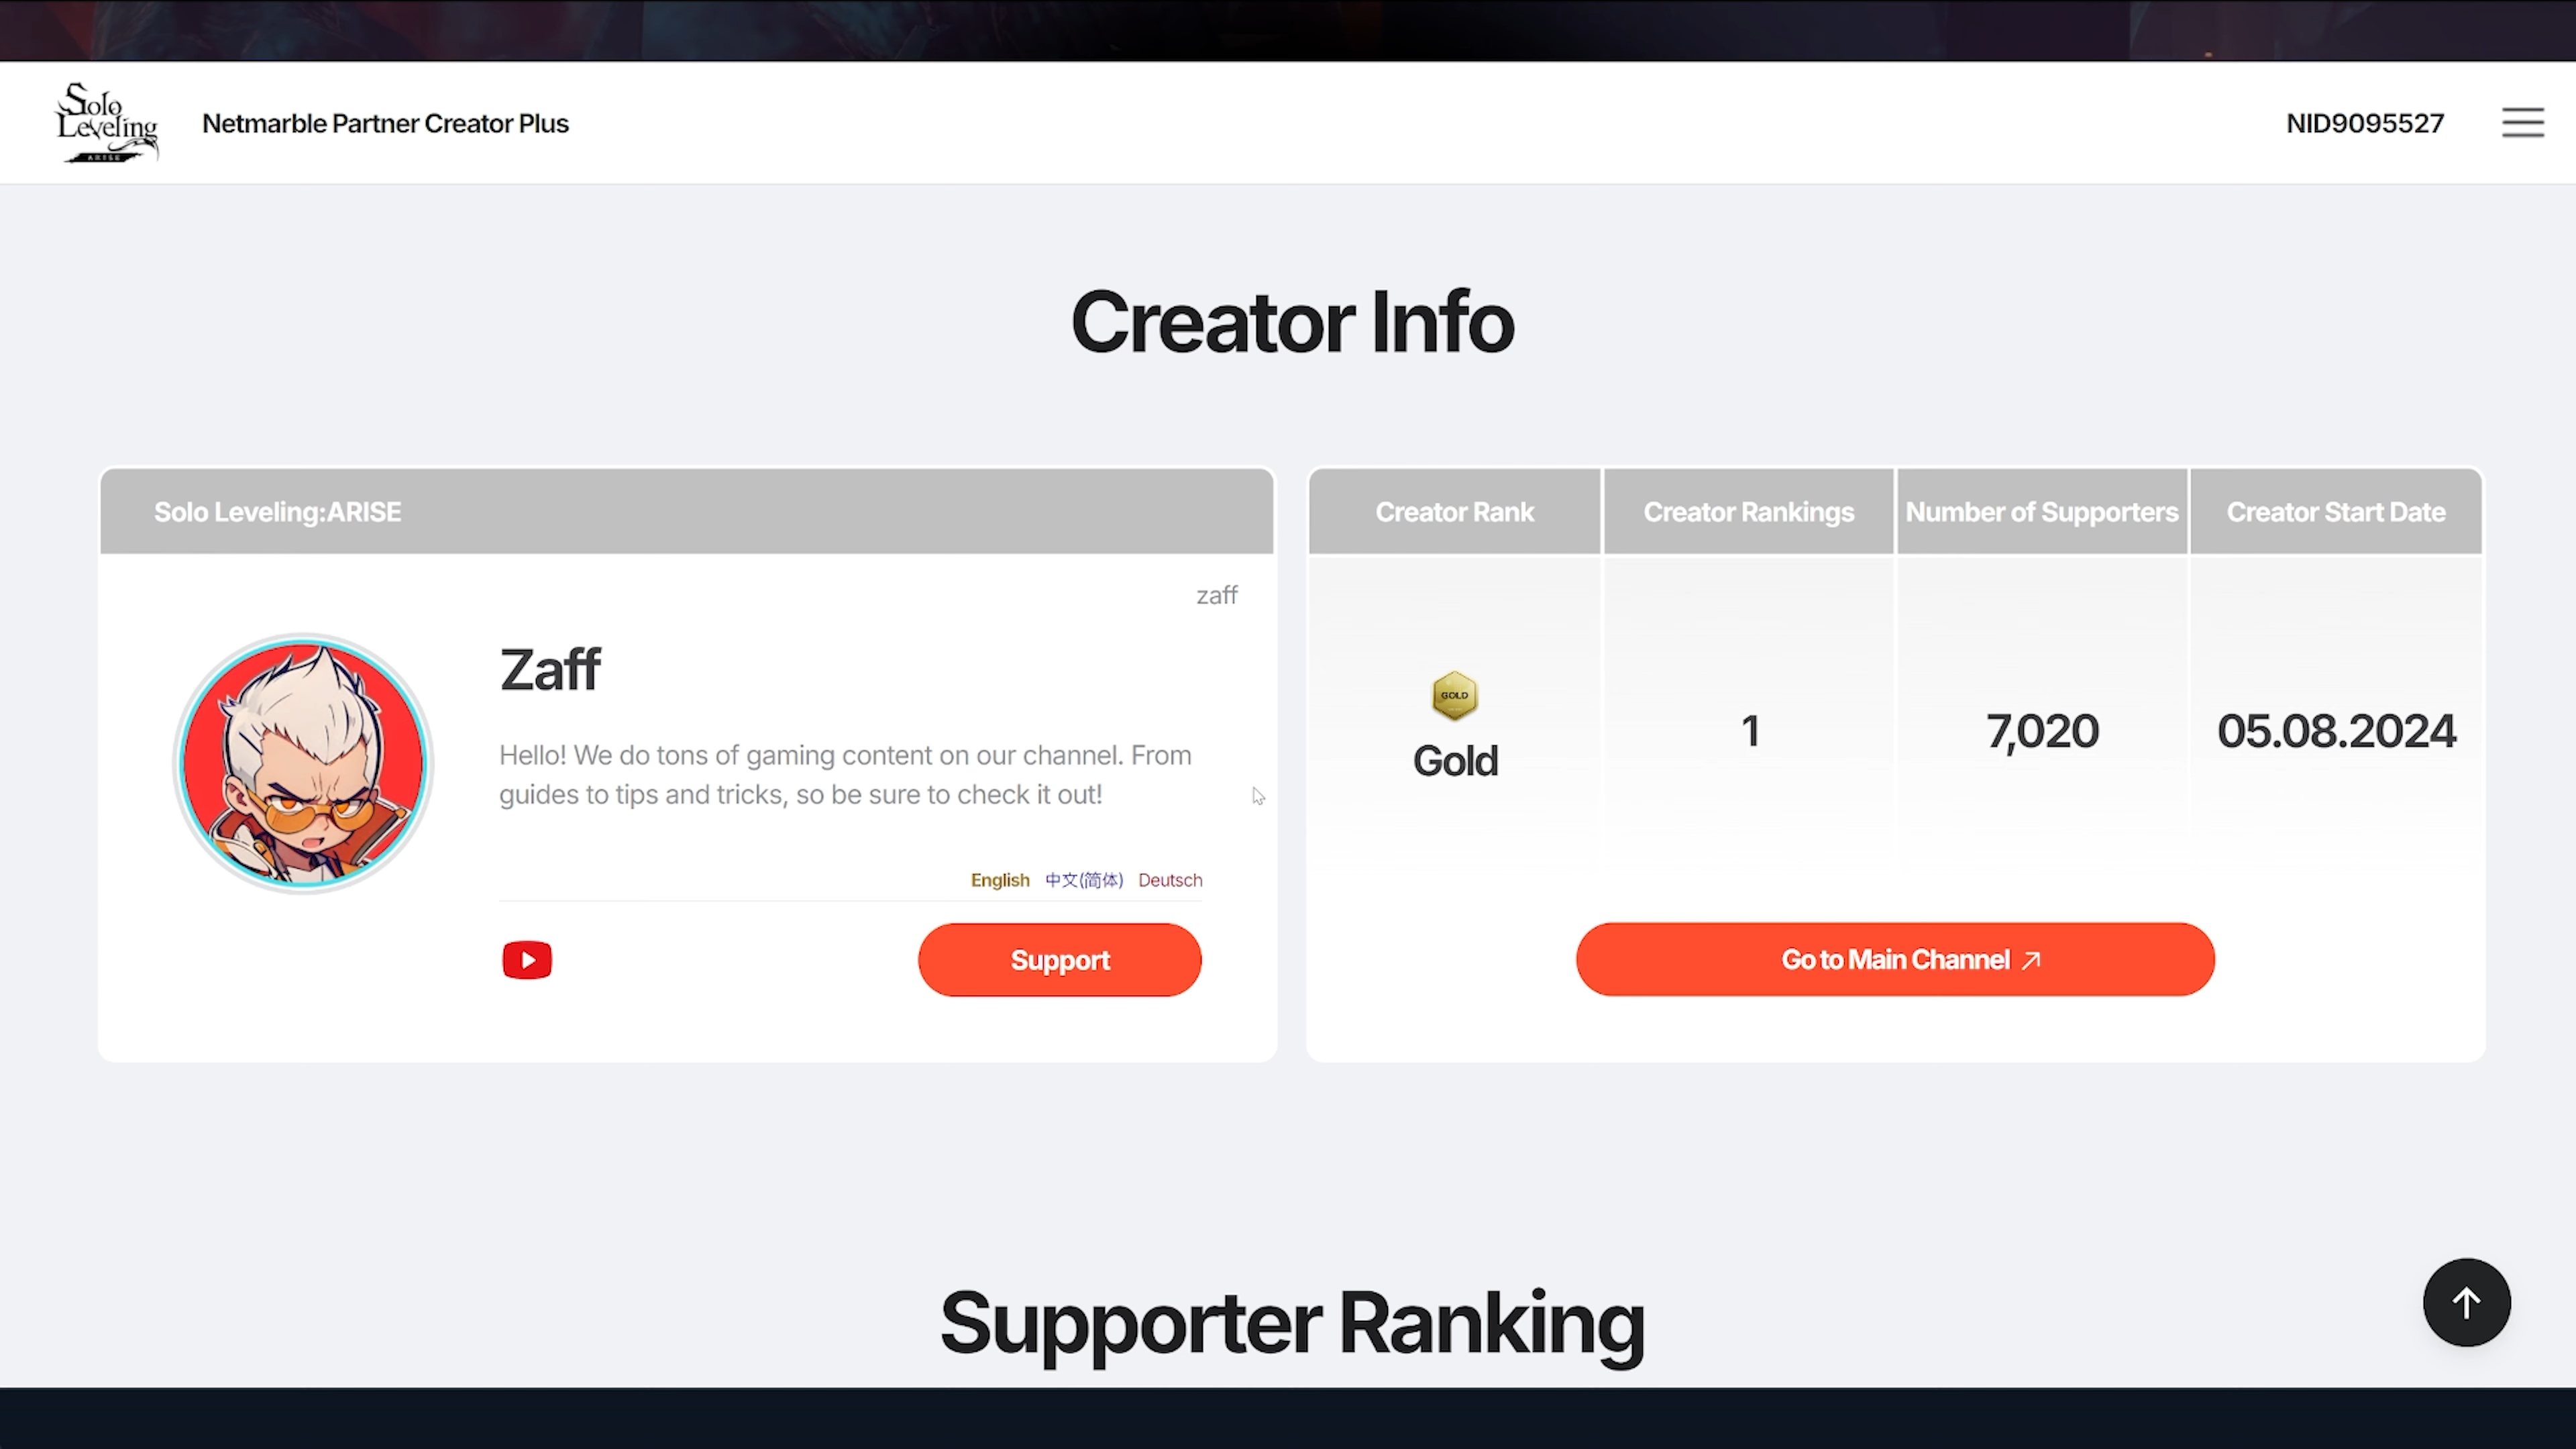 Solo
Leveling
ARISE
Netmarble Partner Creator Plus
NID9095527
Creator Info
Solo Leveling:ARISE
zaff
Zaff
Hello! We do tons of gaming content on our channel. From
guides to tips and tricks, so be sure to check it out!
English 中文(简体) Deutsch
Support
Creator Rank Creator Rankings Number of Supporters Creator Start Date
GOLD
Gold 1 7,020 05.08.2024
Go to Main Channel
Supporter Ranking